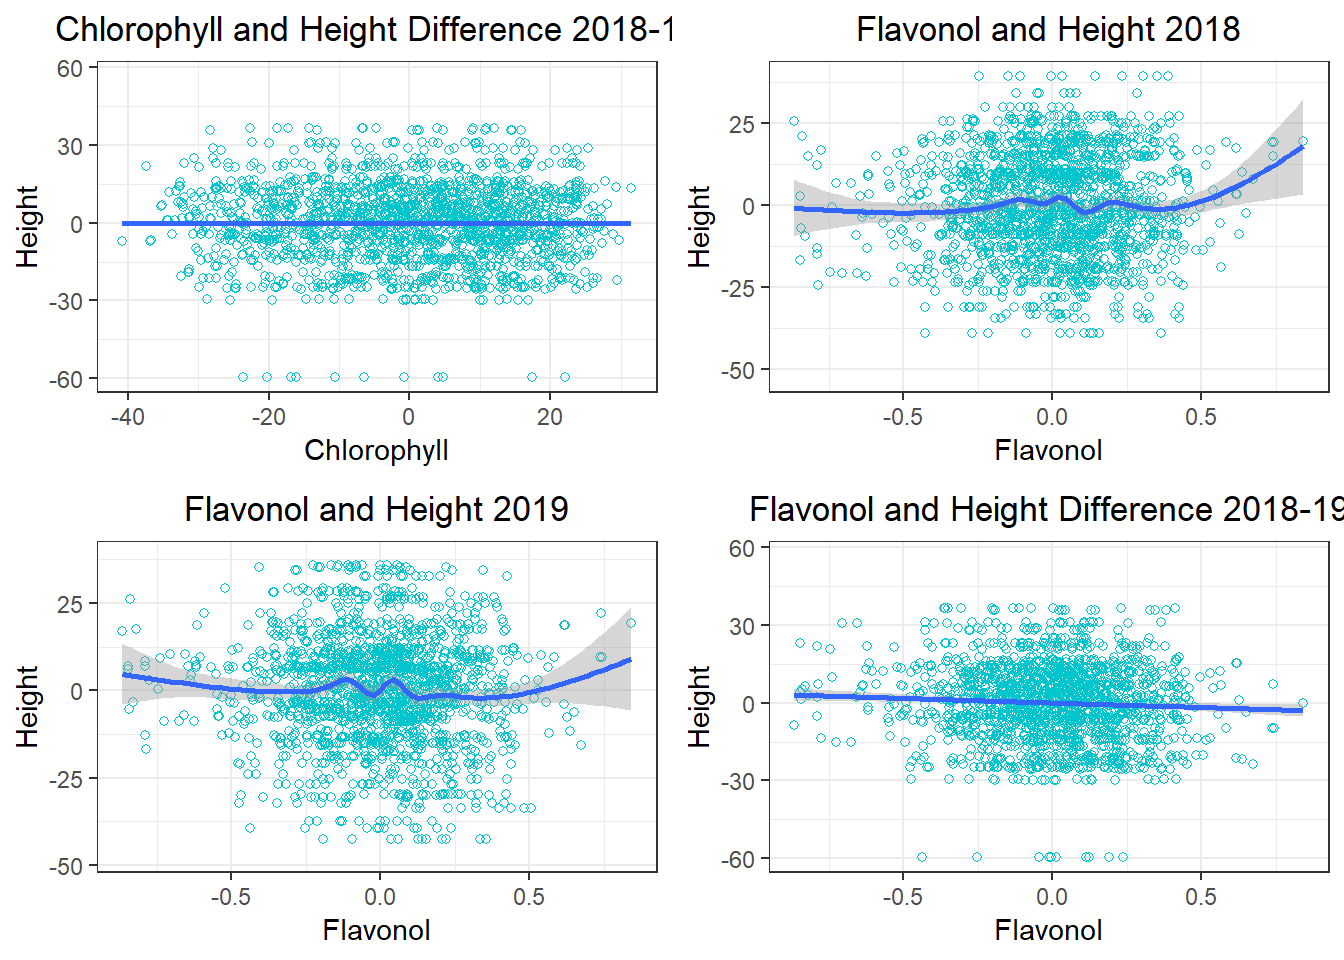 Chlorophyll and Height Difference 2018-1
Height
60
30
0
-30
-60
-40 -20 0 20
Chlorophyll
Flavonol and Height 2018
Height
25
0
-25
-50
-0.5 0.0 0.5
Flavonol
Flavonol and Height 2019
Height
25
0
-25
-50
-0.5 0.0 0.5
Flavonol
Flavonol and Height Difference 2018-19
Height
60
30
0
-30
-60
-0.5 0.0 0.5
Flavonol